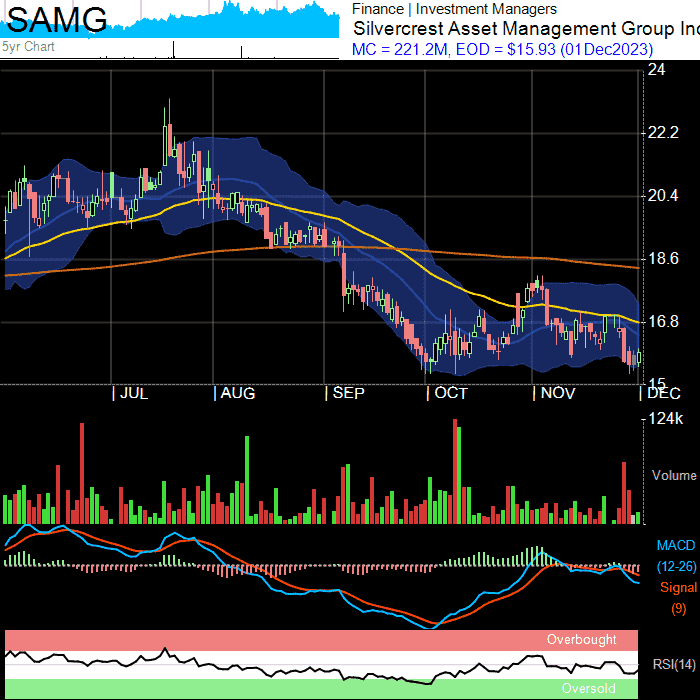 SAMG
5yr Chart
Finance | Investment Managers
Silvercrest Asset Management Group Inc
MC = 221.2M, EOD = $15.93 (01Dec2023)
24
22.2
20.4
18.6
16.8
15
| JUL | AUG | SEP | OCT | NOV | DEC
124k
Volume
MACD
(12-26)
Signal
(9)
Overbought
RSI(14)
Oversold